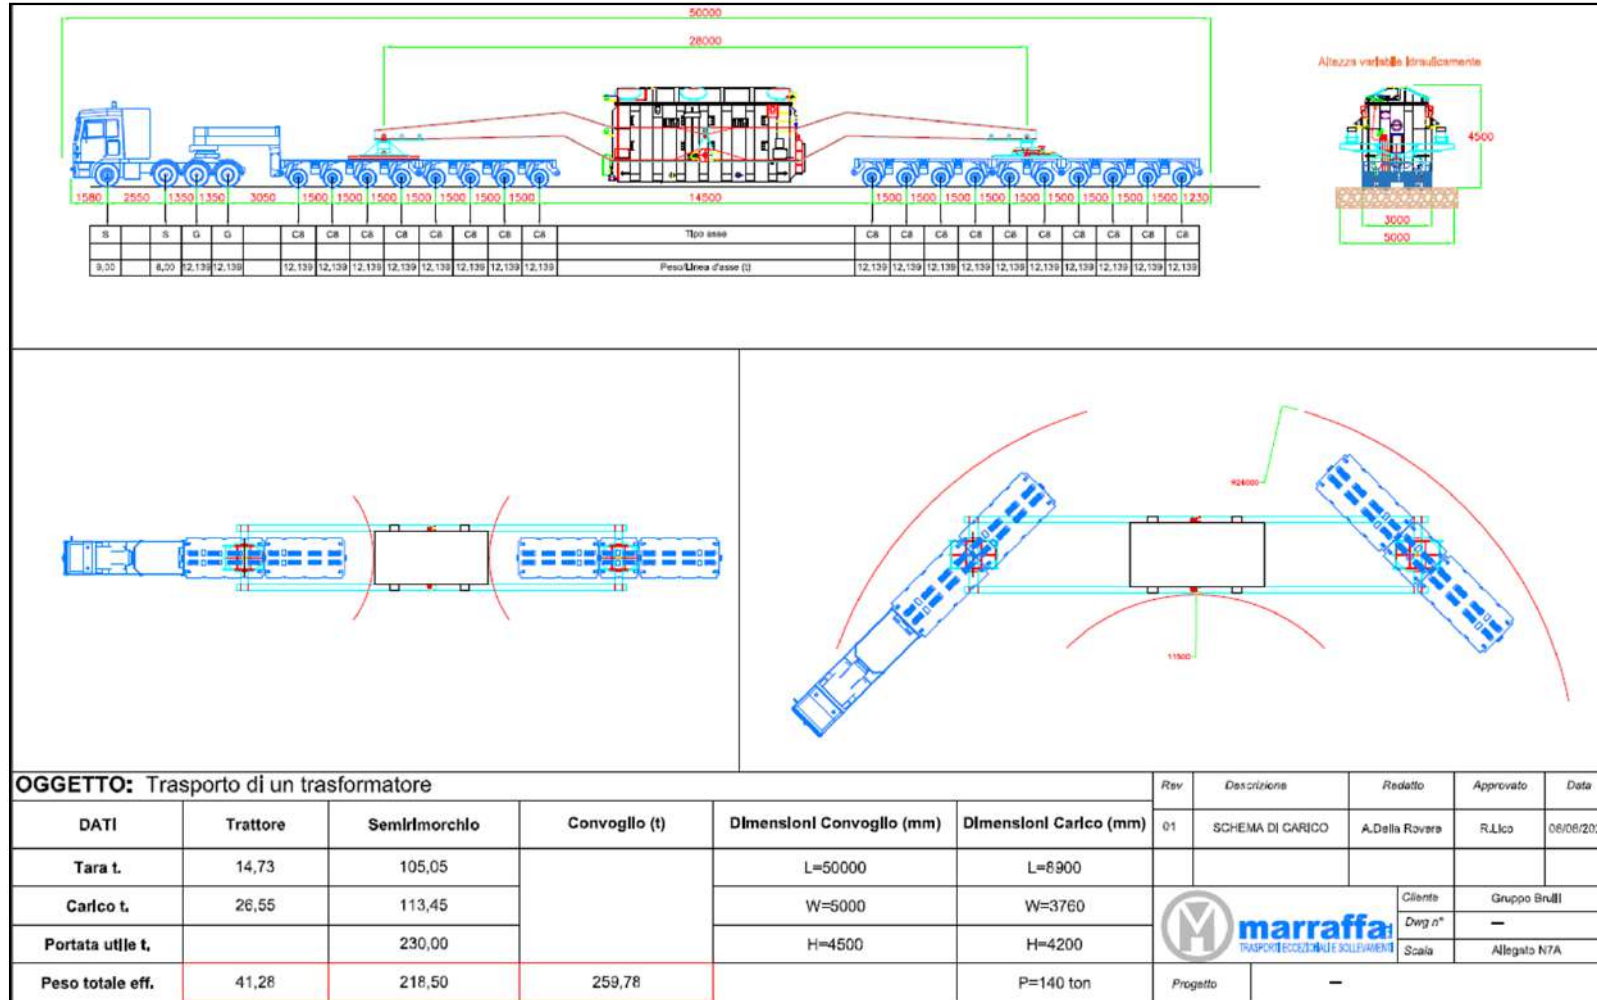 50000
28000
Altezza variabile idraulicamente
4500
1580 2550 1350 1350 3050 1500 1500 1500 1500 1500 1500 1500 14500 1500 1500 1500 1500 1500 1500 1500 1500 1500 1230
3000
5000
S S G G C8 C8 C8 C8 C8 C8 C8 C8 Tipo asse C8 C8 C8 C8 C8 C8 C8 C8 C8 C8
9,00 8,00 12,139 12,139 12,139 12,139 12,139 12,139 12,139 12,139 12,139 12,139 Peso/Linea d'asse (t) 12,139 12,139 12,139 12,139 12,139 12,139 12,139 12,139 12,139 12,139
OGGETTO: Trasporto di un trasformatore
DATI Trattore Semirimorchio Convoglio (t) Dimensioni Convoglio (mm) Dimensioni Carico (mm)
Tara t. 14,73 105,05 L=50000 L=8900
Carico t. 26,55 113,45 W=5000 W=3760
Portata utile t. 230,00 H=4500 H=4200
Peso totale eff. 41,28 218,50 259,78 P=140 ton
Rev Descrizione Redatto Approvato Data
01 SCHEMA DI CARICO A.Della Rovere R.Lico
marraffa
TRASPORTI ECCEZIONALI E SOLLEVAMENTI
Cliente Gruppo Brulli
Dwg n° —
Scala Allegato N7A
Progetto —